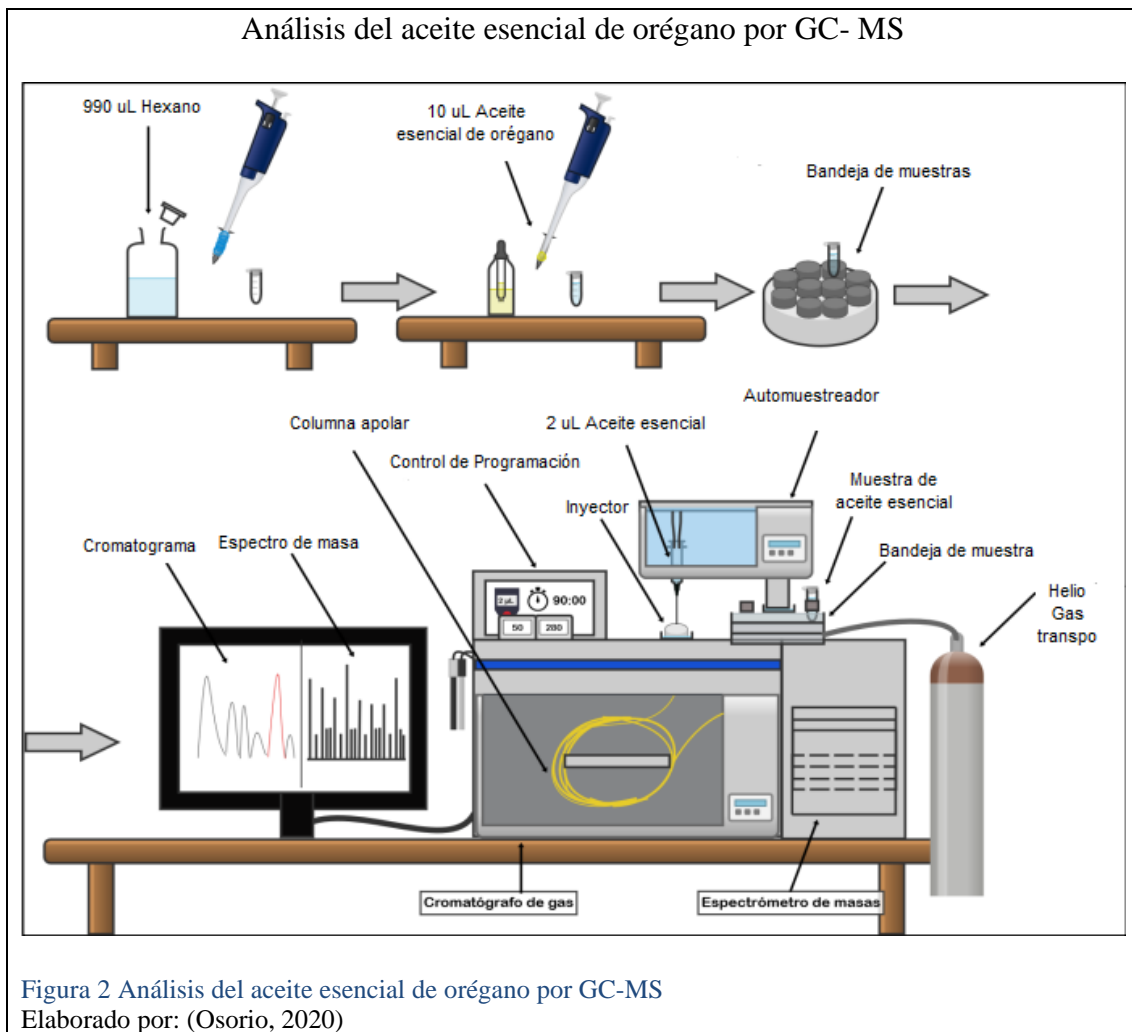 Análisis del aceite esencial de orégano por GC- MS
990 uL Hexano
10 uL Aceite
esencial de orégano
Bandeja de muestras
Automuestreador
Columna apolar
2 uL Aceite esencial
Control de Programación
Muestra de
aceite esencial
Inyector
Cromatograma
Espectro de masa
Bandeja de muestra
Helio
Gas
transpo
2 µL
90:00
50
280
Cromatógrafo de gas
Espectrómetro de masas
Figura 2 Análisis del aceite esencial de orégano por GC-MS
Elaborado por: (Osorio, 2020)